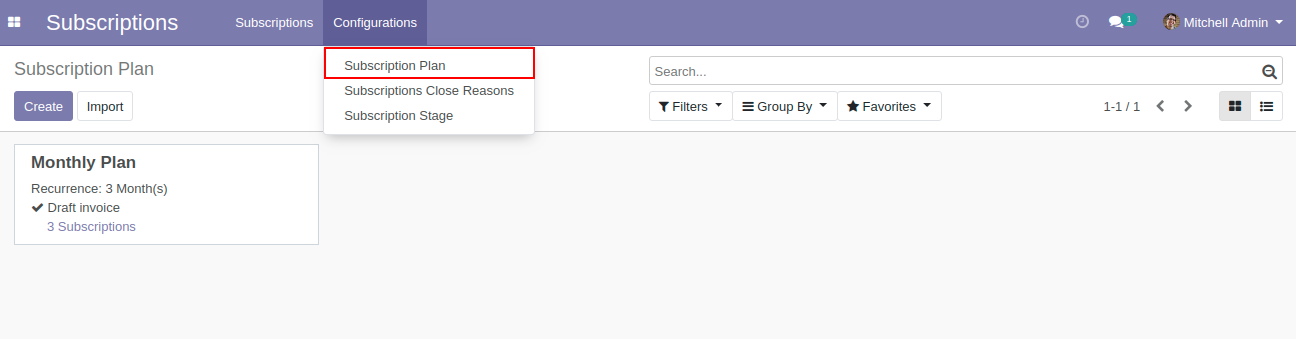 Subscriptions Subscriptions Configurations 1 Mitchell Admin
Subscription Plan
Search...
Create Import
Filters Group By Favorites 1-1 / 1
Subscription Plan
Subscriptions Close Reasons
Subscription Stage
Monthly Plan
Recurrence: 3 Month(s)
Draft invoice
3 Subscriptions